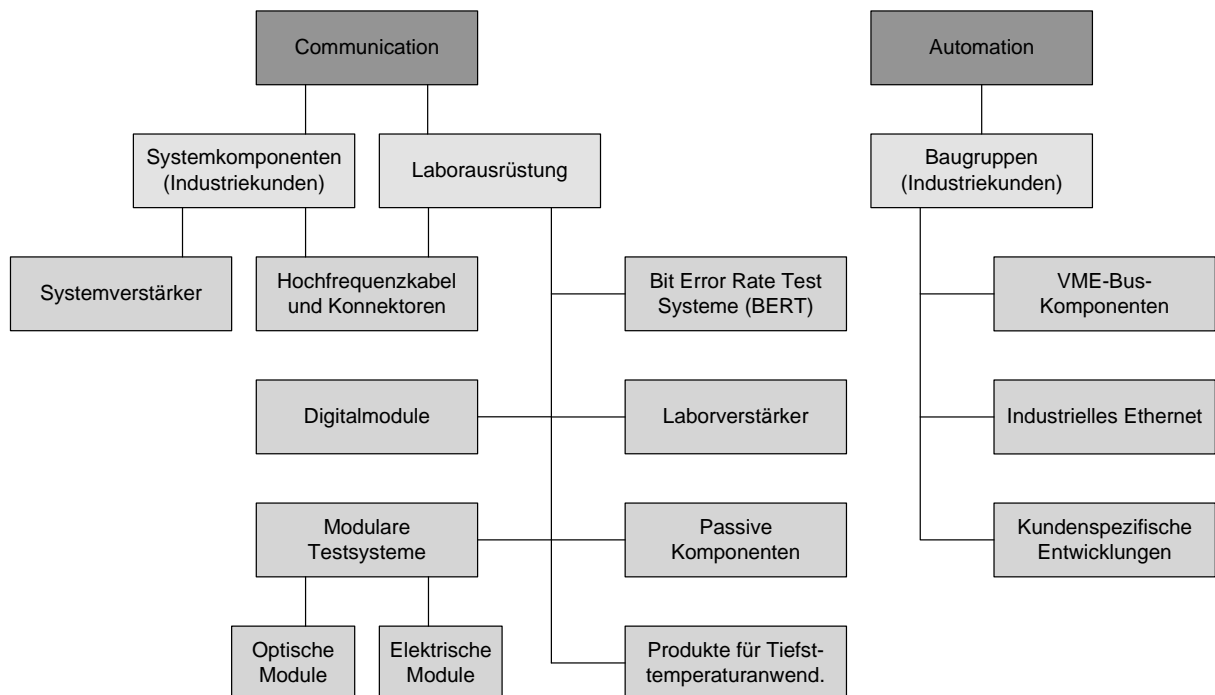 Communication
Automation
Systemkomponenten
(Industriekunden)
Laborausrüstung
Baugruppen
(Industriekunden)
Systemverstärker
Hochfrequenzkabel
und Konnektoren
Bit Error Rate Test
Systeme (BERT)
VME-Bus-
Komponenten
Digitalmodule
Laborverstärker
Industrielles Ethernet
Modulare
Testsysteme
Passive
Komponenten
Kundenspezifische
Entwicklungen
Optische
Module
Elektrische
Module
Produkte für Tiefst-
temperaturanwend.